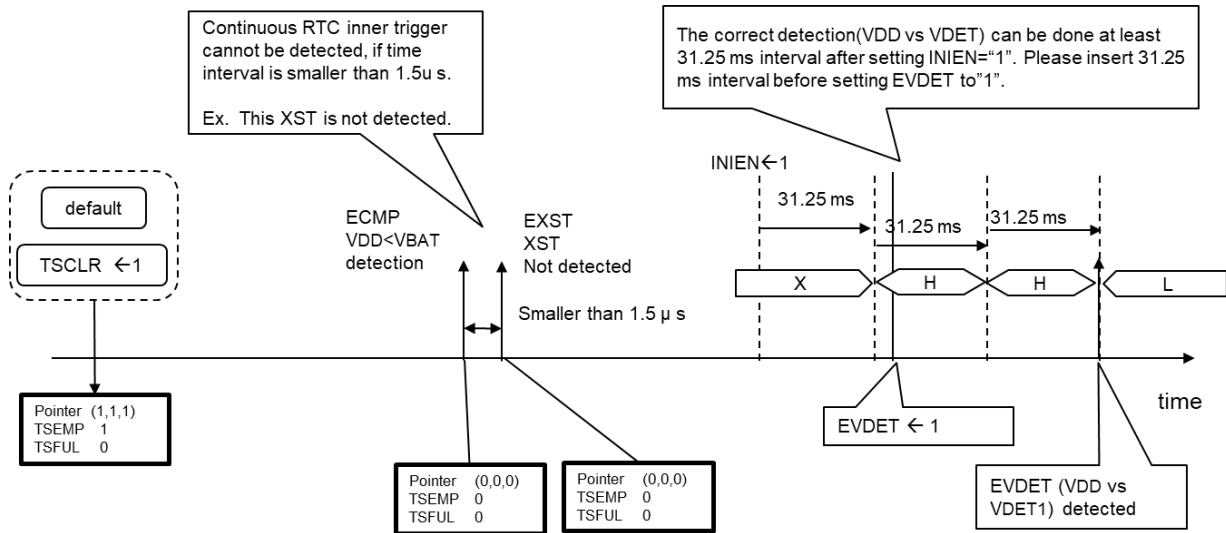 Continuous RTC inner trigger
cannot be detected, if time
interval is smaller than 1.5u s.
Ex. This XST is not detected.
The correct detection(VDD vs VDET) can be done at least
31.25 ms interval after setting INIEN=“1”. Please insert 31.25
ms interval before setting EVDET to”1”.
INIEN←1
default
TSCLR ←1
ECMP
VDD<VBAT
detection
EXST
XST
Not detected
31.25 ms
31.25 ms
31.25 ms
X
H
H
L
Smaller than 1.5 μ s
time
Pointer (1,1,1)
TSEMP 1
TSFUL 0
EVDET ← 1
Pointer (0,0,0)
TSEMP 0
TSFUL 0
Pointer (0,0,0)
TSEMP 0
TSFUL 0
EVDET (VDD vs
VDET1) detected